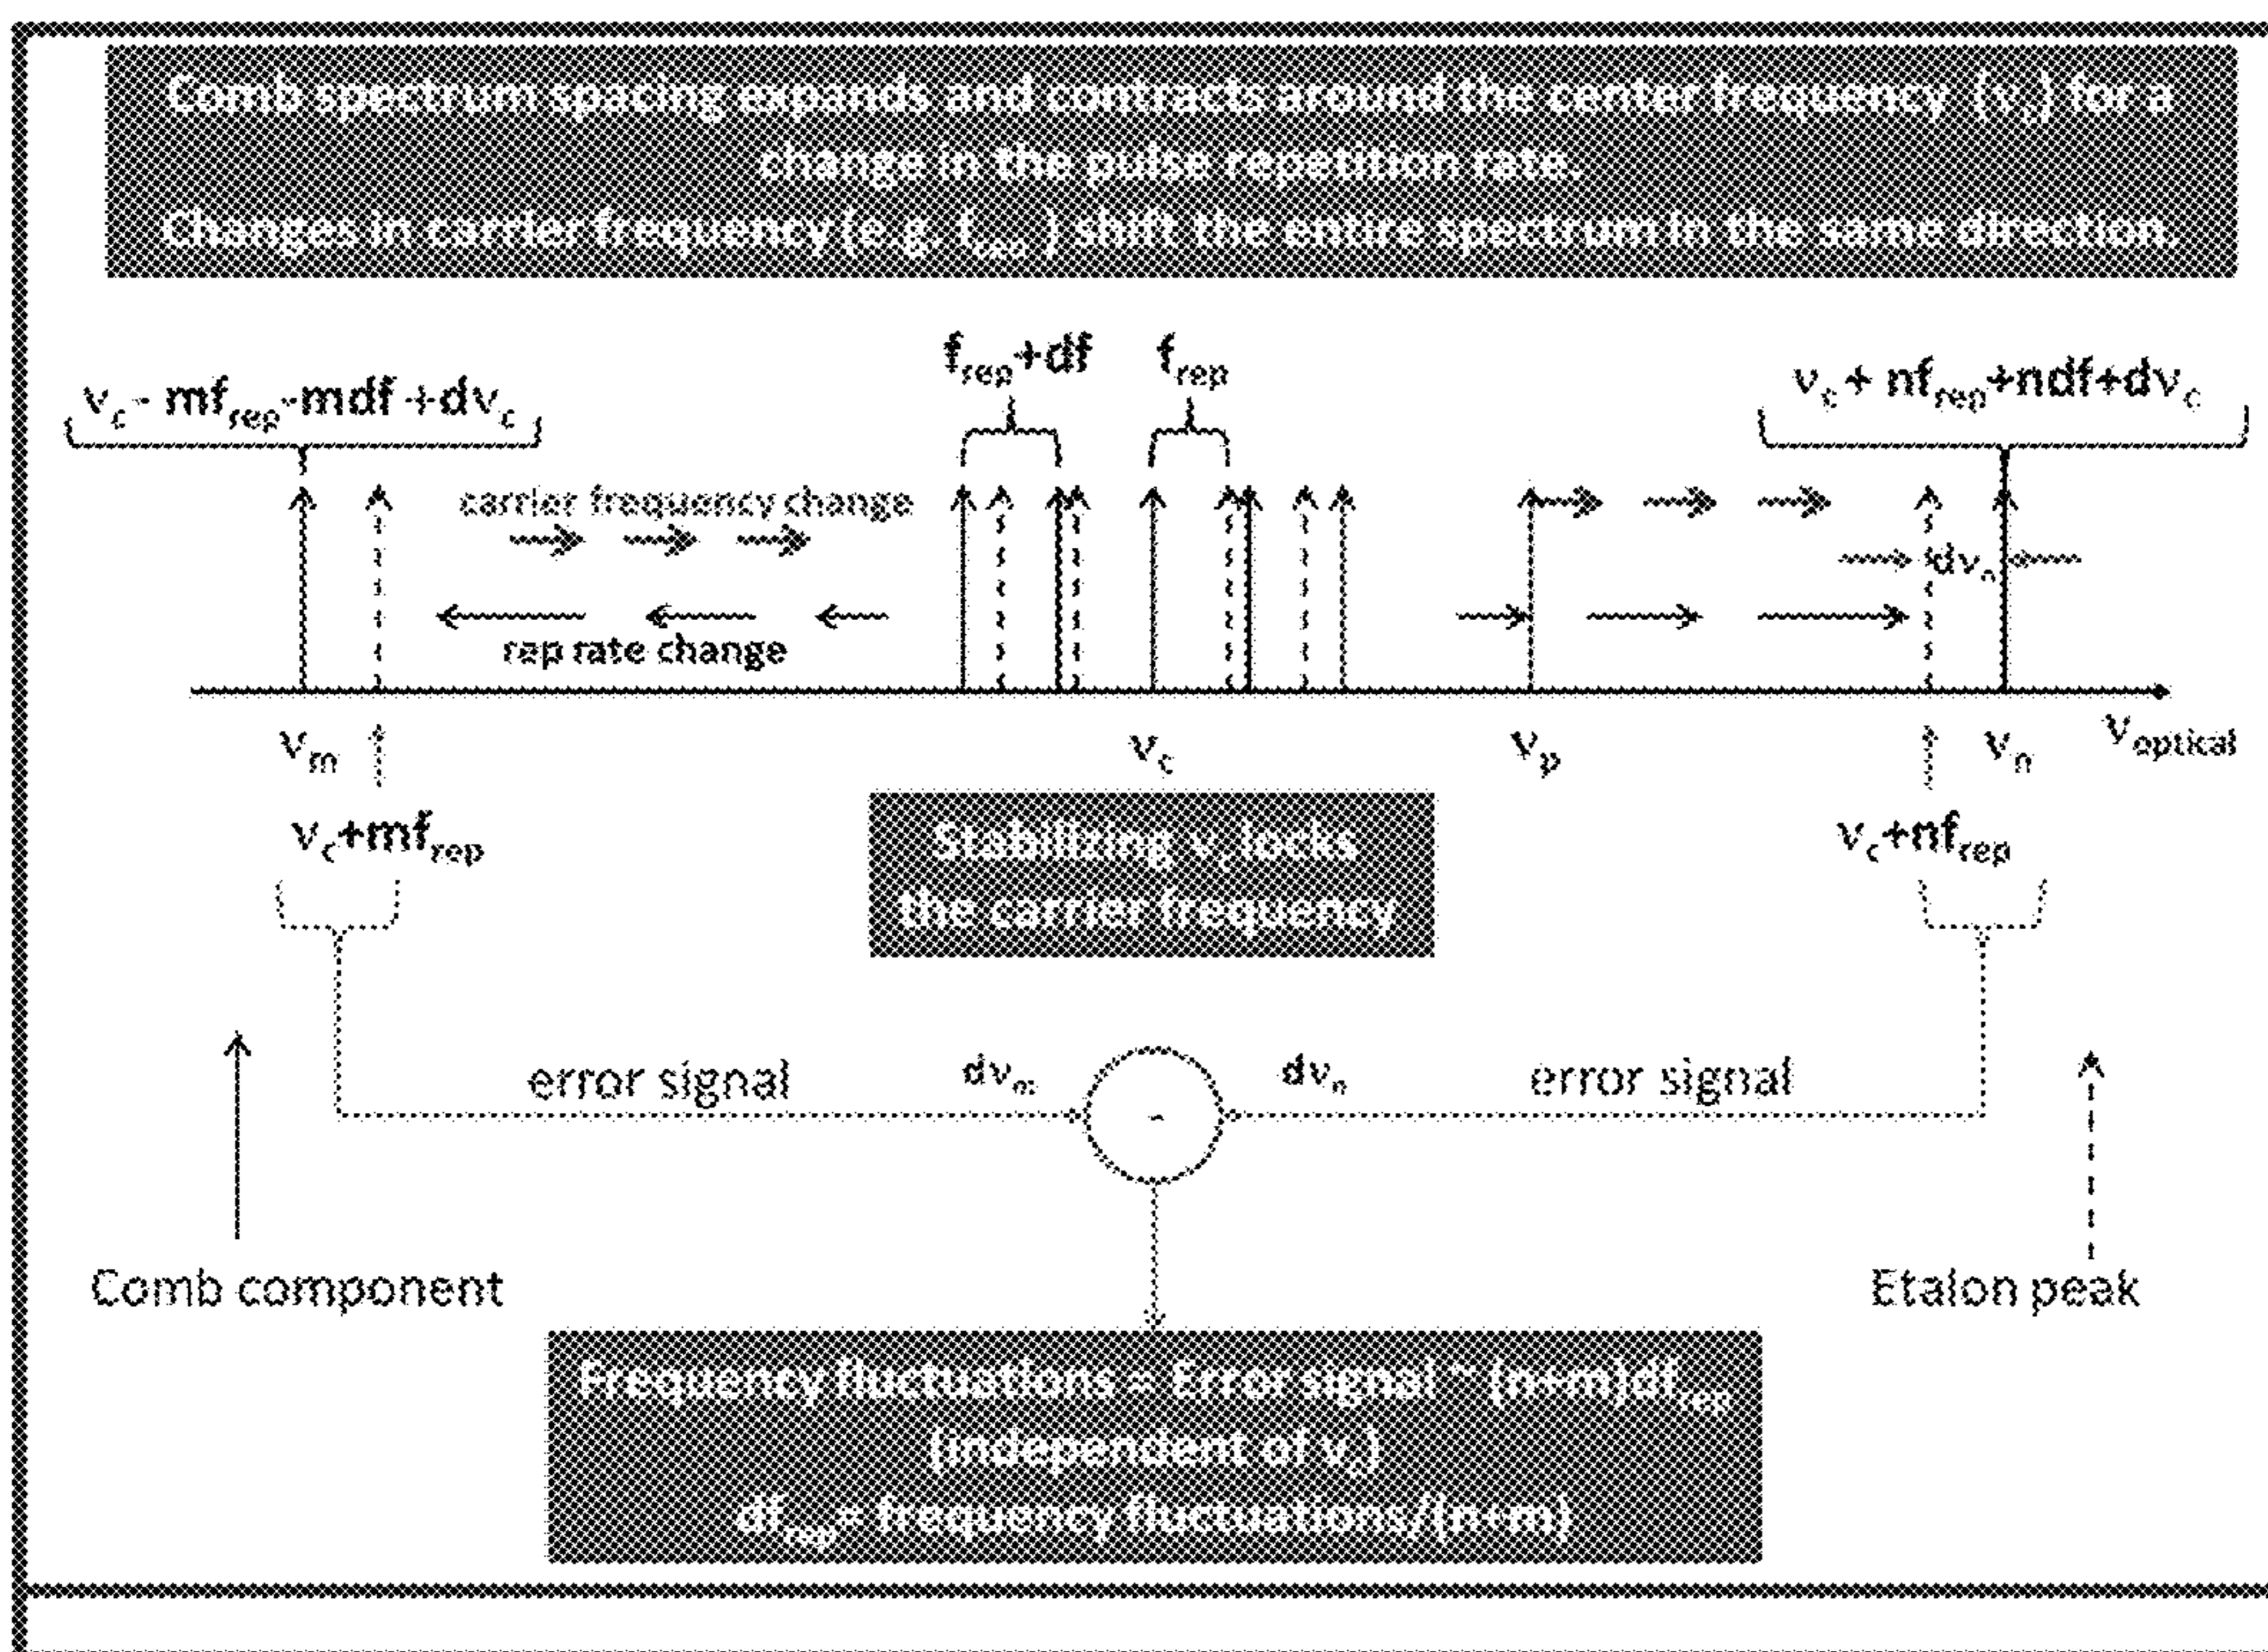 Comb spectrum spacing expands and contracts around the center frequency (νc) for a
change in the pulse repetition rate.
Changes in carrier frequency (e.g. fceo ) shift the entire spectrum in the same direction.
frep+df
frep
νc - mfrep-mdf +dνc
νc + nfrep+ndf+dνc
carrier frequency change
dνn
rep rate change
νm
νc
νp
νn
νoptical
νc+mfrep
νc+nfrep
Stabilizing νc locks
the carrier frequency
error signal
dνm
dνn
error signal
-
Comb component
Etalon peak
Frequency fluctuations = Error signal ~ (n+m)dfrep
(independent of νc)
dfrep= frequency fluctuations/(n+m)